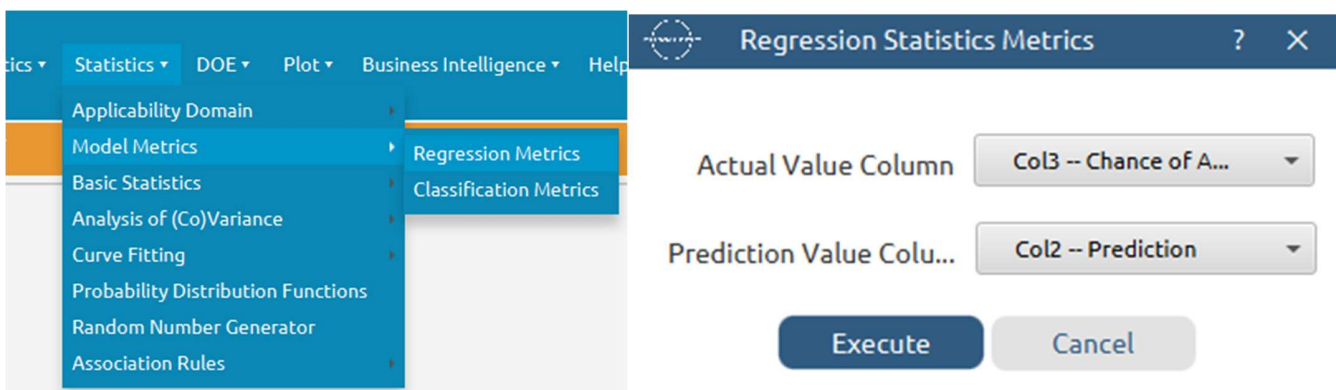 tics ▾ Statistics ▾ DOE ▾ Plot ▾ Business Intelligence ▾ Help
Applicability Domain
Model Metrics
Basic Statistics
Analysis of (Co)Variance
Curve Fitting
Probability Distribution Functions
Random Number Generator
Association Rules
Regression Metrics
Classification Metrics
Regression Statistics Metrics ? ×
Actual Value Column Col3 -- Chance of A...
Prediction Value Colu... Col2 -- Prediction
Execute Cancel